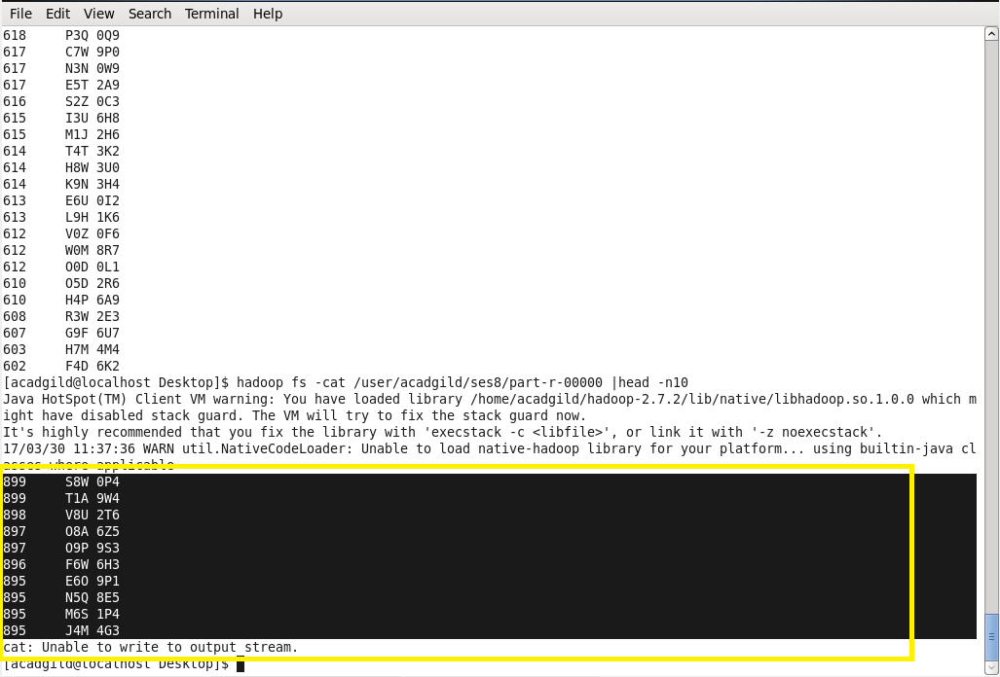 File Edit View Search Terminal Help
618 P3Q 0Q9
617 C7W 9P0
617 N3N 0W9
617 E5T 2A9
616 S2Z 0C3
615 I3U 6H8
615 M1J 2H6
614 T4T 3K2
614 H8W 3U0
614 K9N 3H4
613 E6U 0I2
613 L9H 1K6
612 V0Z 0F6
612 W0M 8R7
612 O0D 0L1
610 O5D 2R6
610 H4P 6A9
608 R3W 2E3
607 G9F 6U7
603 H7M 4M4
602 F4D 6K2
[acadgild@localhost Desktop]$ hadoop fs -cat /user/acadgild/ses8/part-r-00000 |head -n10
Java HotSpot(TM) Client VM warning: You have loaded library /home/acadgild/hadoop-2.7.2/lib/native/libhadoop.so.1.0.0 which m
ight have disabled stack guard. The VM will try to fix the stack guard now.
It's highly recommended that you fix the library with 'execstack -c <libfile>', or link it with '-z noexecstack'.
17/03/30 11:37:36 WARN util.NativeCodeLoader: Unable to load native-hadoop library for your platform... using builtin-java cl
asses where applicable
899 S8W 0P4
899 T1A 9W4
898 V8U 2T6
897 O8A 6Z5
897 O9P 9S3
896 F6W 6H3
895 E6O 9P1
895 N5Q 8E5
895 M6S 1P4
895 J4M 4G3
cat: Unable to write to output stream.
[acadgild@localhost Desktop]$